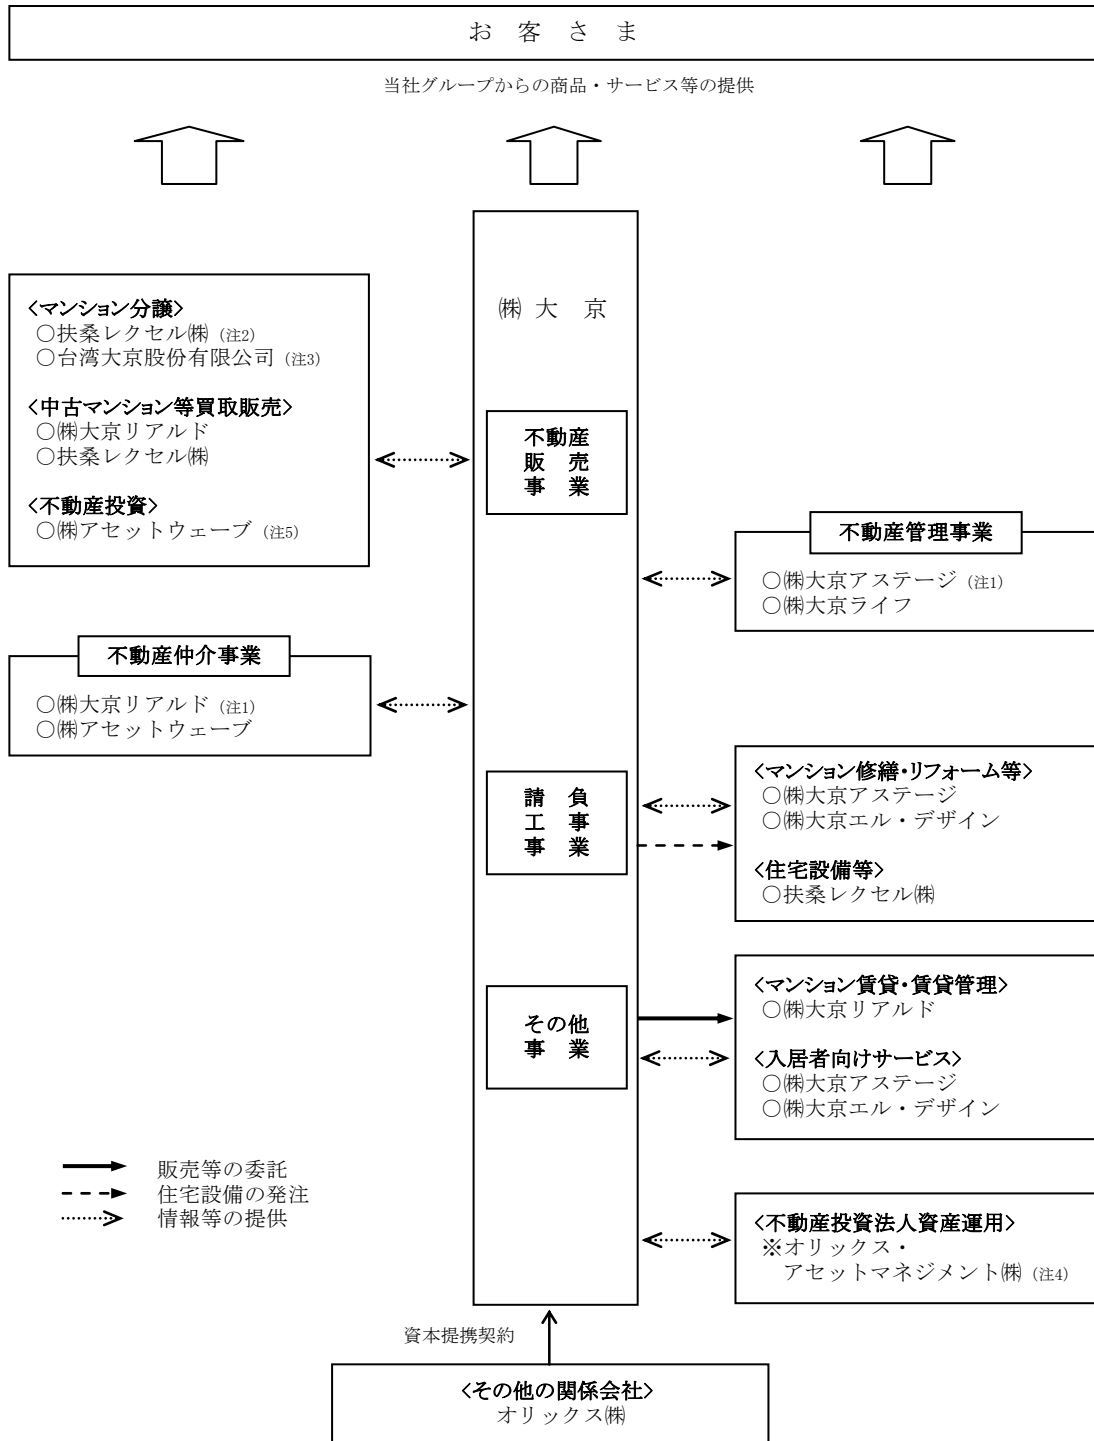 お 客 さ ま
当社グループからの商品・サービス等の提供
㈱ 大 京
〈マンション分譲〉
○扶桑レクセル㈱ (注2)
○台湾大京股份有限公司 (注3)
〈中古マンション等買取販売〉
○㈱大京リアルド
○扶桑レクセル㈱
〈不動産投資〉
○㈱アセットウェーブ (注5)
不動産
販 売
事 業
不動産管理事業
○㈱大京アステージ (注1)
○㈱大京ライフ
不動産仲介事業
○㈱大京リアルド (注1)
○㈱アセットウェーブ
請 負
工 事
事 業
〈マンション修繕・リフォーム等〉
○㈱大京アステージ
○㈱大京エル・デザイン
〈住宅設備等〉
○扶桑レクセル㈱
その他
事 業
〈マンション賃貸・賃貸管理〉
○㈱大京リアルド
〈入居者向けサービス〉
○㈱大京アステージ
○㈱大京エル・デザイン
販売等の委託
住宅設備の発注
情報等の提供
〈不動産投資法人資産運用〉
※オリックス・
アセットマネジメント㈱ (注4)
資本提携契約
〈その他の関係会社〉
オリックス㈱